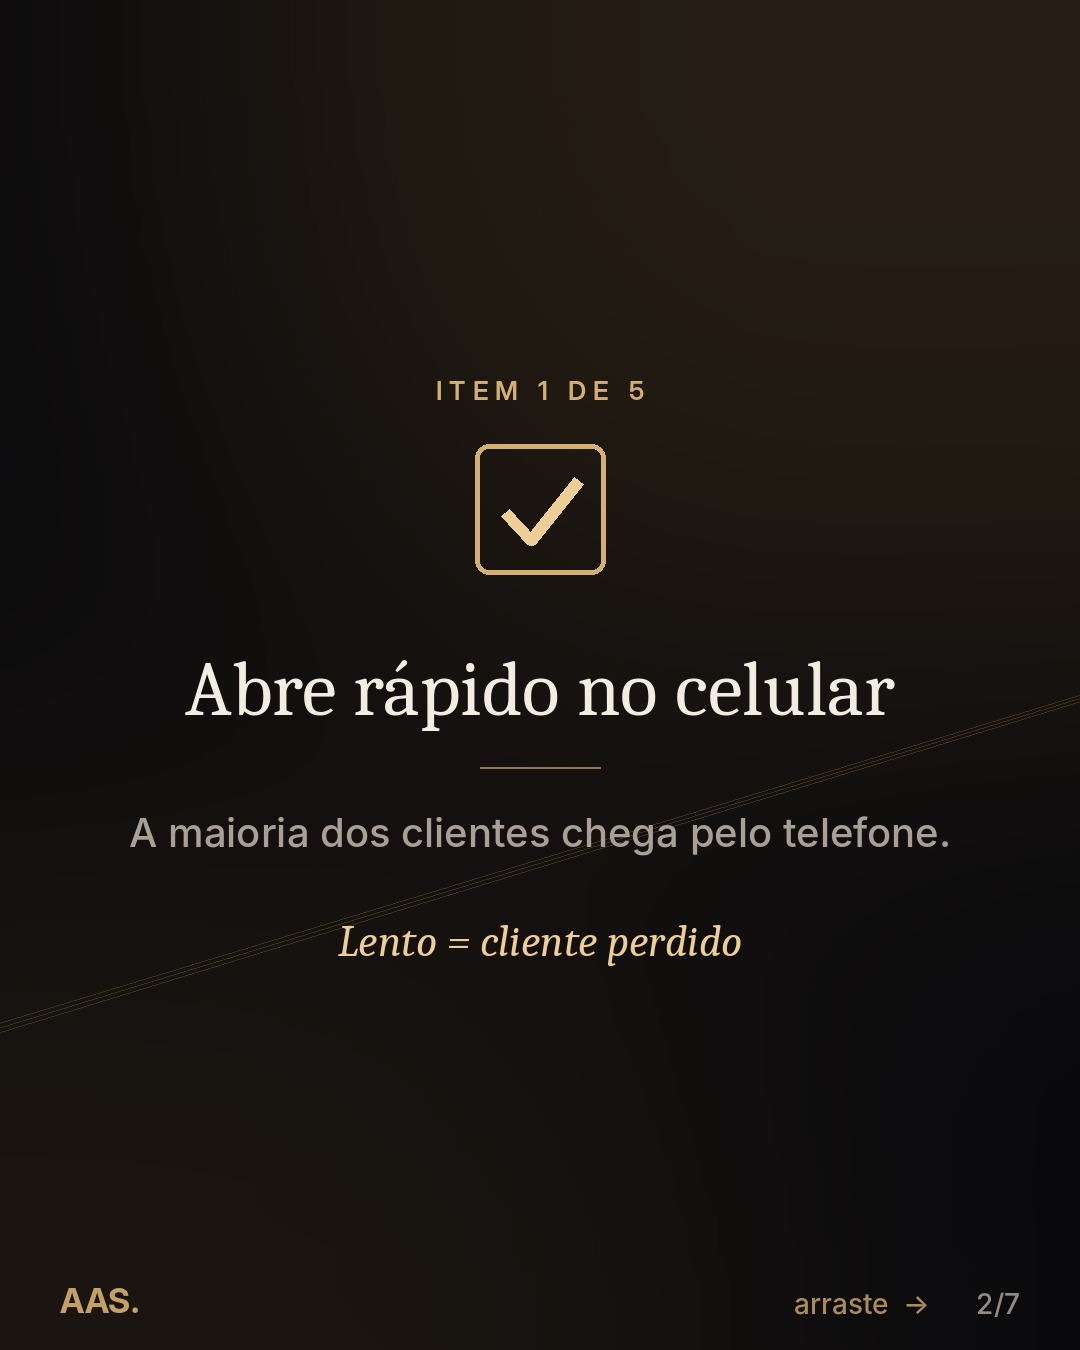 ITEM 1 DE 5
Abre rápido no celular
A maioria dos clientes chega pelo telefone.
Lento = cliente perdido
AAS.
arraste →
2/7